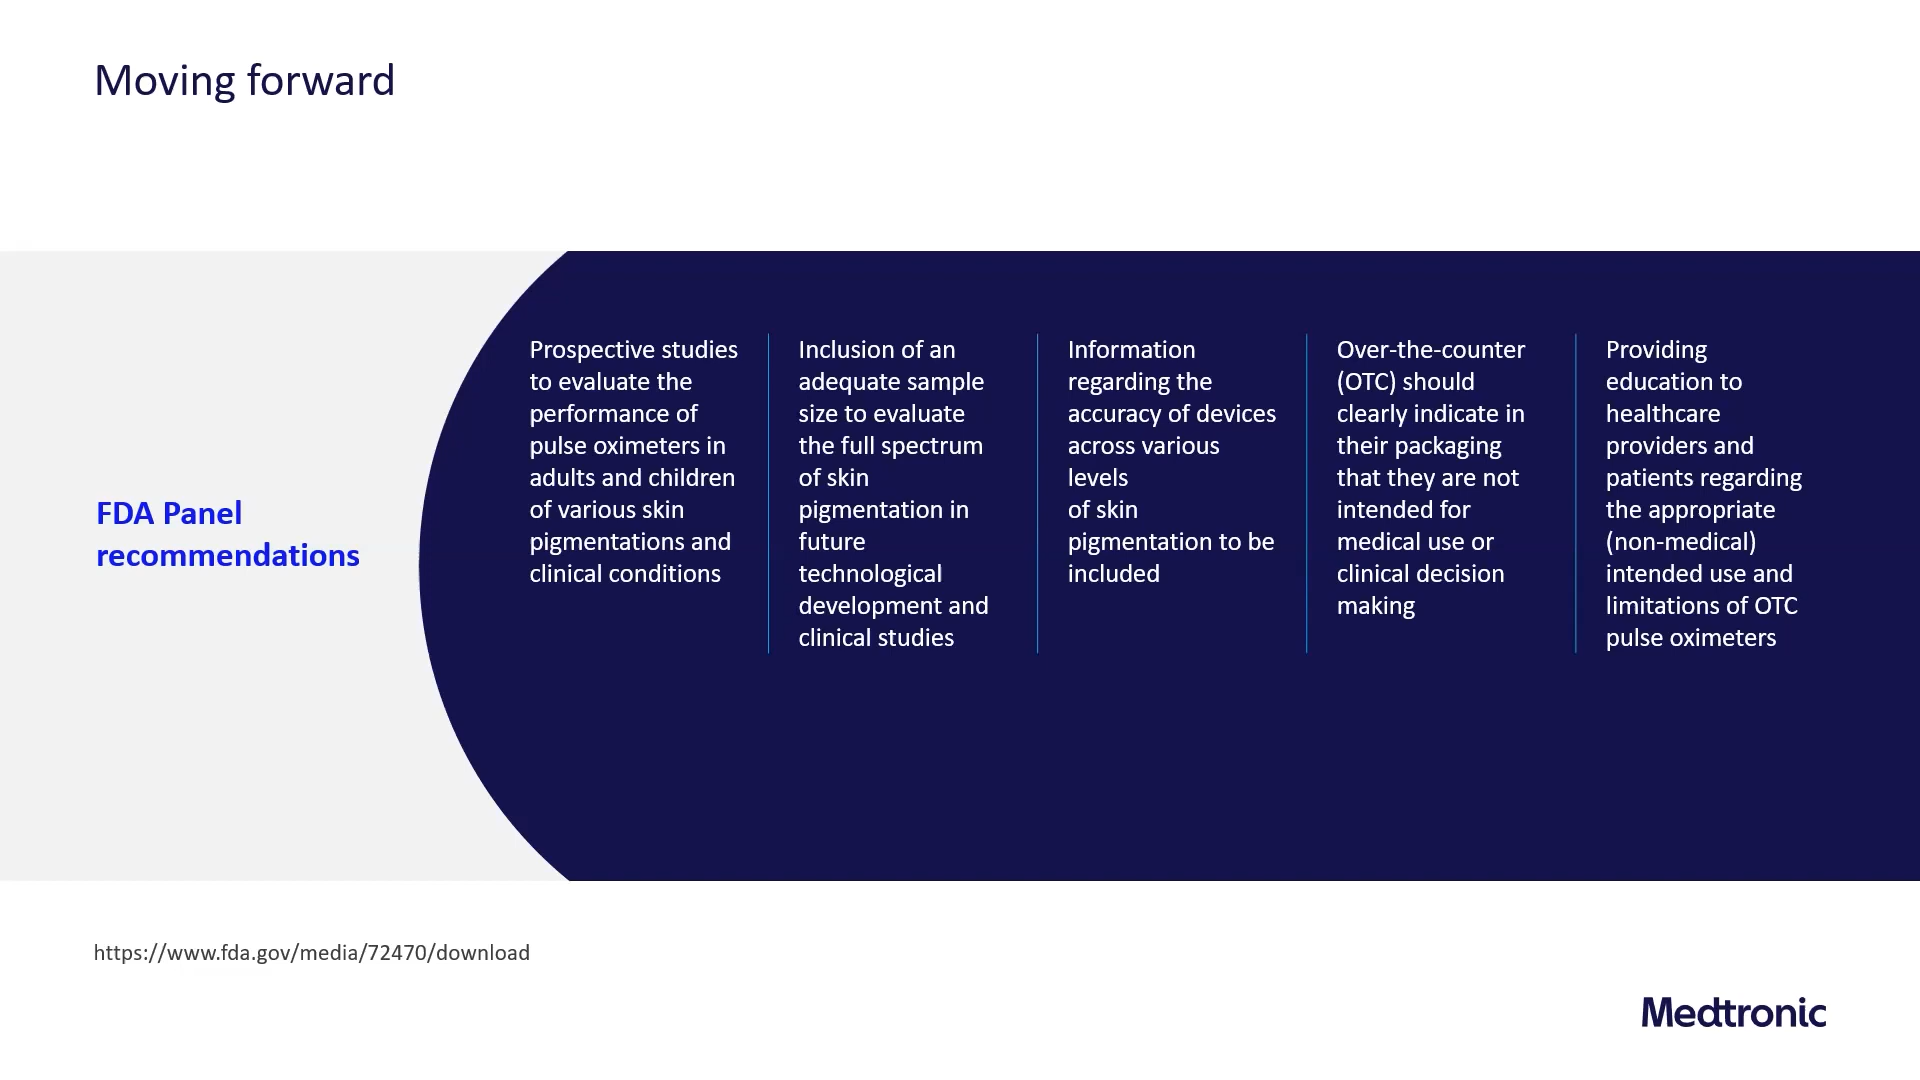 Moving forward
FDA Panel
recommendations
Prospective studies
to evaluate the
performance of
pulse oximeters in
adults and children
of various skin
pigmentations and
clinical conditions
Inclusion of an
adequate sample
size to evaluate
the full spectrum
of skin
pigmentation in
future
technological
development and
clinical studies
Information
regarding the
accuracy of devices
across various
levels
of skin
pigmentation to be
included
Over-the-counter
(OTC) should
clearly indicate in
their packaging
that they are not
intended for
medical use or
clinical decision
making
Providing
education to
healthcare
providers and
patients regarding
the appropriate
(non-medical)
intended use and
limitations of OTC
pulse oximeters
https://www.fda.gov/media/72470/download
Medtronic